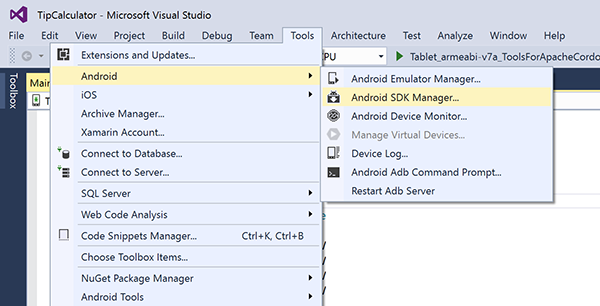 TipCalculator - Microsoft Visual Studio
File Edit View Project Build Debug Team Tools Architecture Test Analyze Window Help
Toolbox
Extensions and Updates...
Android
iOS
Archive Manager...
Xamarin Account...
Connect to Database...
Connect to Server...
SQL Server
Web Code Analysis
Code Snippets Manager... Ctrl+K, Ctrl+B
Choose Toolbox Items...
NuGet Package Manager
Android Tools
Android Emulator Manager...
Android SDK Manager...
Android Device Monitor...
Manage Virtual Devices...
Device Log...
Android Adb Command Prompt...
Restart Adb Server